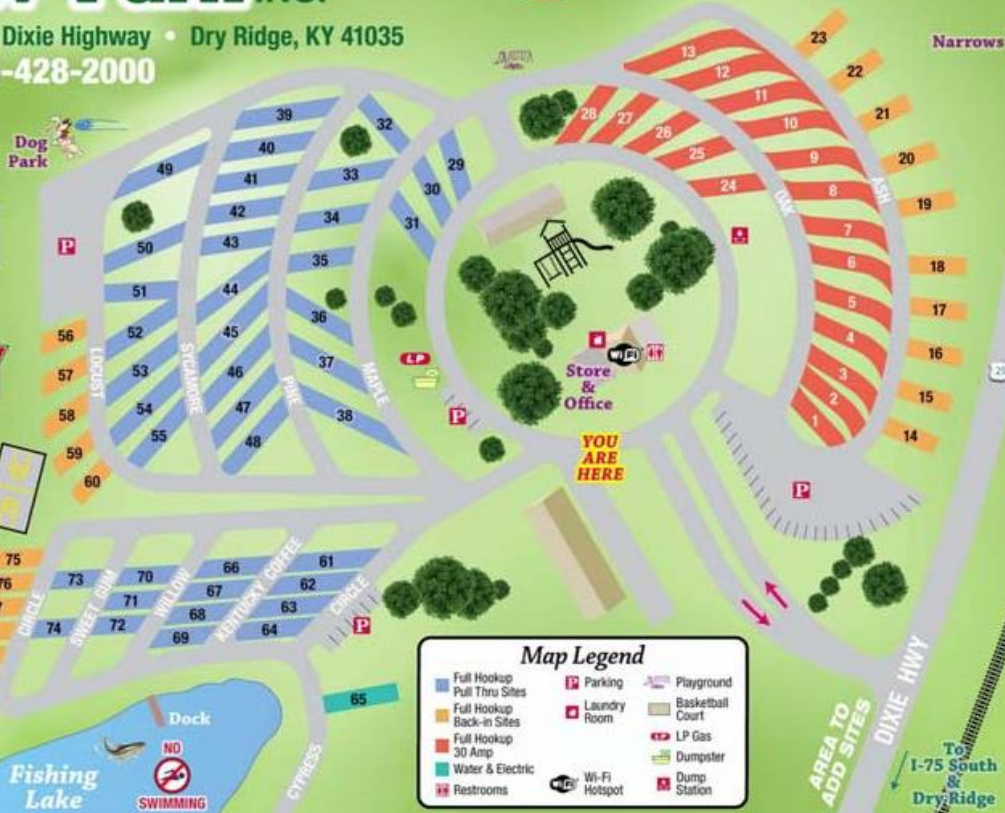 INC.
Dixie Highway • Dry Ridge, KY 41035
-428-2000
Narrows
Dog
Park
P
23
22
21
20
19
18
17
16
15
14
13
12
11
10
9
8
7
6
5
4
3
2
1
28
27
26
25
24
OAK
ASH
39
40
41
42
43
44
45
46
47
48
32
33
34
35
36
37
38
29
30
31
49
50
51
52
53
54
55
56
57
58
59
60
LOCUST
SYCAMORE
PINE
MAPLE
LP
P
WiFi
Store
&
Office
YOU
ARE
HERE
P
25
75
76
73
74
70
71
72
66
67
68
69
61
62
63
64
CIRCLE
SWEET GUM
WILLOW
KENTUCKY COFFEE
CIRCLE
P
65
CYPRESS
Dock
NO
SWIMMING
Fishing
Lake
Map Legend
Full Hookup
Pull Thru Sites
Full Hookup
Back-in Sites
Full Hookup
30 Amp
Water & Electric
Restrooms
P Parking
Laundry
Room
WiFi Wi-Fi
Hotspot
Playground
Basketball
Court
LP LP Gas
Dumpster
Dump
Station
AREA TO
ADD SITES
DIXIE HWY
To
I-75 South
&
Dry Ridge